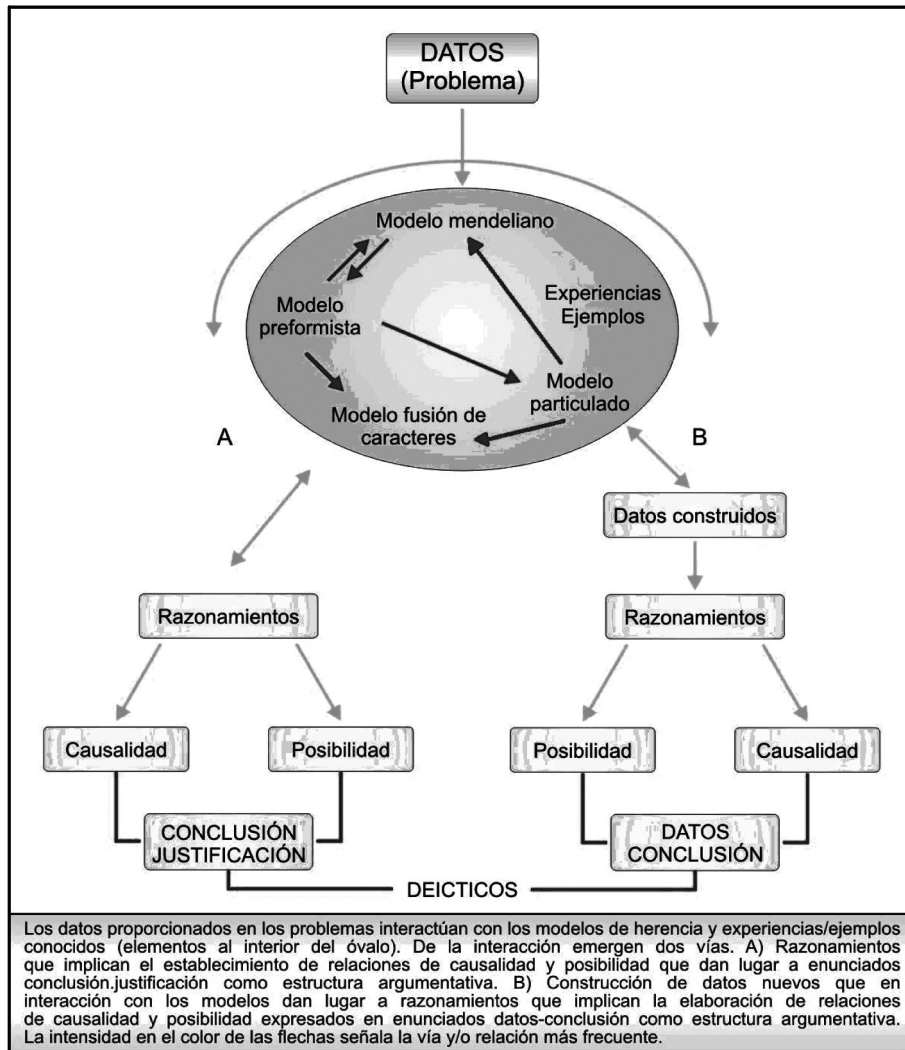 DATOS
(Problema)
Modelo mendeliano
Experiencias
Ejemplos
Modelo
preformista
Modelo
particulado
Modelo fusión de
caracteres
A
B
Datos construidos
Razonamientos
Razonamientos
Causalidad
Posibilidad
Posibilidad
Causalidad
CONCLUSIÓN
JUSTIFICACIÓN
DATOS
CONCLUSIÓN
DEICTICOS
Los datos proporcionados en los problemas interactúan con los modelos de herencia y experiencias/ejemplos
conocidos (elementos al interior del óvalo). De la interacción emergen dos vías. A) Razonamientos
que implican el establecimiento de relaciones de causalidad y posibilidad que dan lugar a enunciados
conclusión.justificación como estructura argumentativa. B) Construcción de datos nuevos que en
interacción con los modelos dan lugar a razonamientos que implican la elaboración de relaciones
de causalidad y posibilidad expresados en enunciados datos-conclusión como estructura argumentativa.
La intensidad en el color de las flechas señala la vía y/o relación más frecuente.